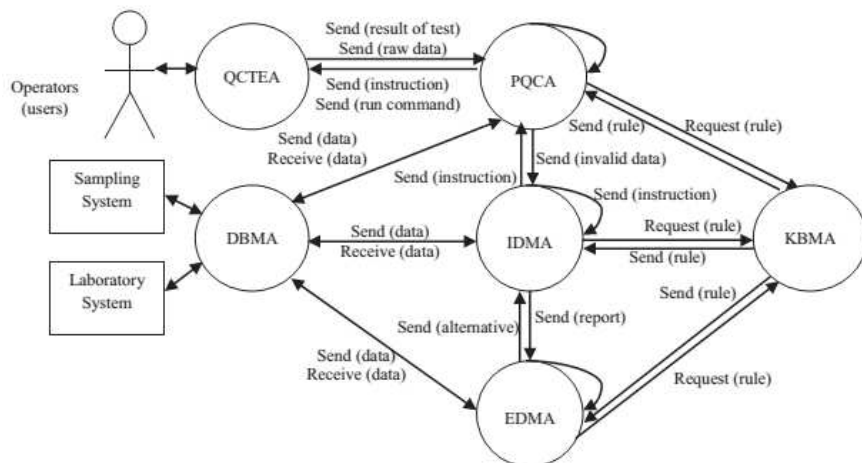 Send (result of test)
Send (raw data)
QCTEA
PQCA
Operators
(users)
Send (instruction)
Send (run command)
Send (data)
Receive (data)
Send (rule)
Request (rule)
Send (instruction)
Send (invalid data)
Sampling
System
Send (instruction)
DBMA
Send (data)
Receive (data)
IDMA
Request (rule)
Send (rule)
KBMA
Laboratory
System
Send (rule)
Send (alternative)
Send (report)
Send (data)
Receive (data)
Request (rule)
EDMA